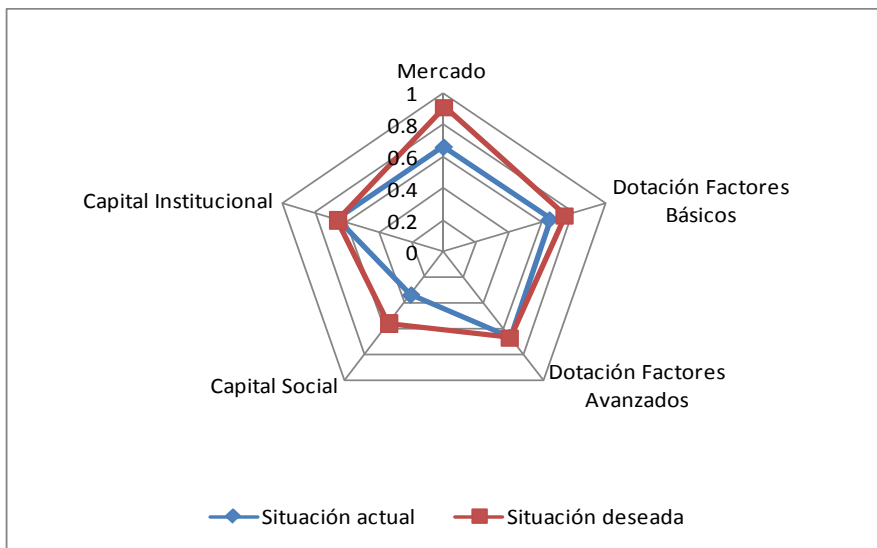 Mercado
1
0.8
0.6
0.4
0.2
0
Dotación Factores
Básicos
Dotación Factores
Avanzados
Capital Social
Capital Institucional
Situación actual
Situación deseada